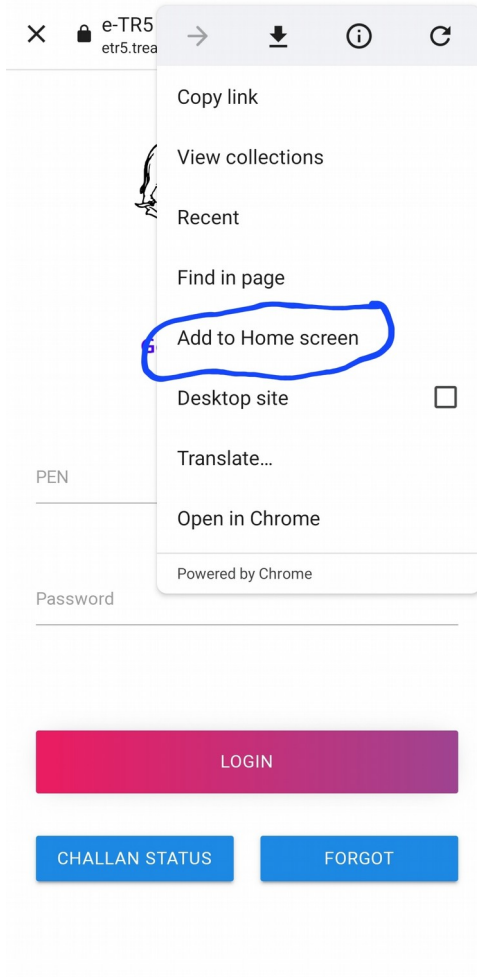 e-TR5
etr5.trea
Copy link
View collections
Recent
Find in page
Add to Home screen
Desktop site
Translate...
Open in Chrome
Powered by Chrome
PEN
Password
LOGIN
CHALLAN STATUS
FORGOT